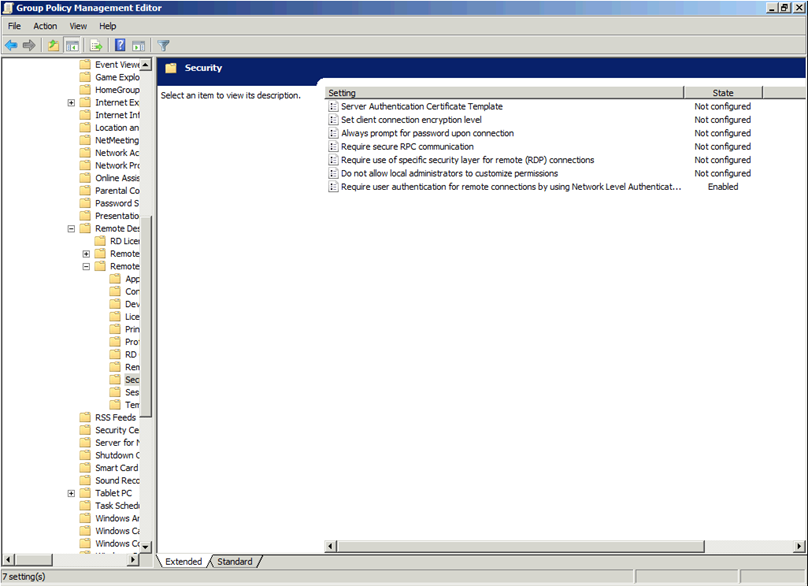 Group Policy Management Editor
File Action View Help
Event Viewe
Game Explo
HomeGroup
Internet Ex
Internet Inf
Location an
NetMeeting
Network Ac
Network Pro
Online Assis
Parental Co
Password S
Presentatio
Remote Des
RD Licen
Remote
Remote
App
Con
Dev
Lice
Prin
Prof
RD
Rem
Sec
Ses
Tem
RSS Feeds
Security Ce
Server for N
Shutdown O
Smart Card
Sound Reco
Tablet PC
Task Schedu
Windows An
Windows Ca
Windows Co
Security
Select an item to view its description.
Setting State
Server Authentication Certificate Template Not configured
Set client connection encryption level Not configured
Always prompt for password upon connection Not configured
Require secure RPC communication Not configured
Require use of specific security layer for remote (RDP) connections Not configured
Do not allow local administrators to customize permissions Not configured
Require user authentication for remote connections by using Network Level Authenticat... Enabled
Extended Standard
7 setting(s)